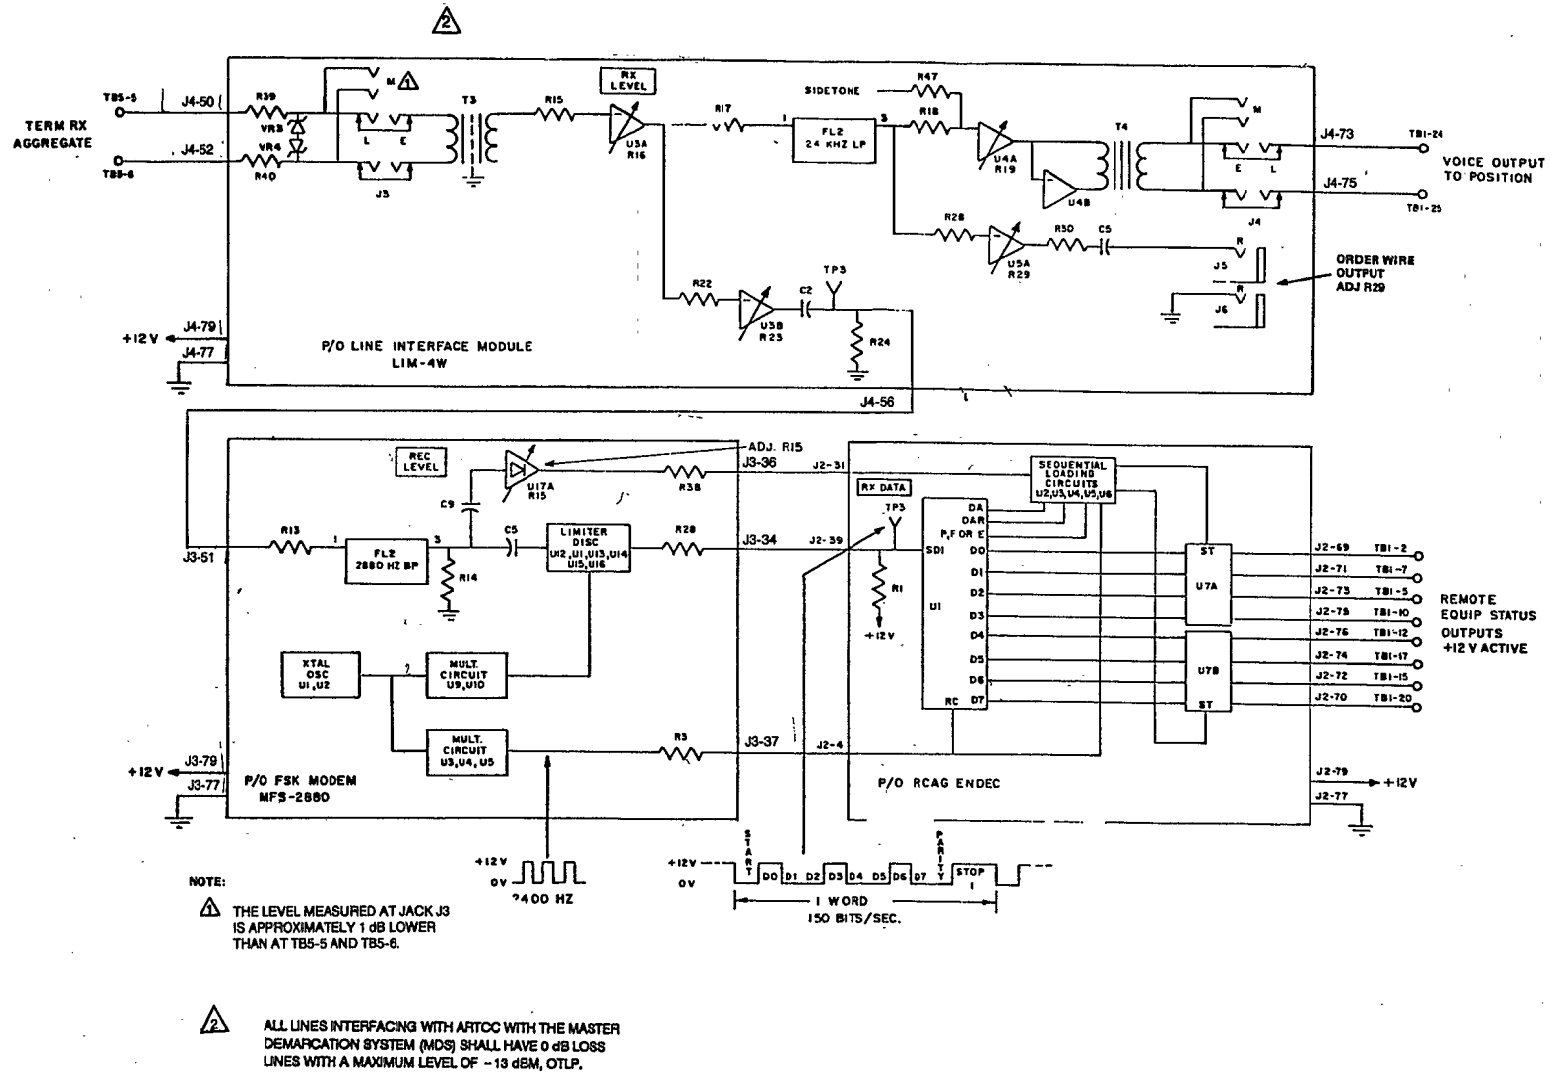 2
RX
LEVEL
R47
SIDETONE
TB5-5
J4-50
R39
M
1
T3
R15
R17
1
3
R18
T4
M
J4-73
TB1-24
TERM RX
AGGREGATE
VR3
VR4
L
E
U3A
R16
FL2
24 KHZ LP
U4A
R19
E
L
VOICE OUTPUT
TO POSITION
J4-52
TB5-6
R40
J3
U4B
J4-75
TB1-25
J4
R28
R30
C5
R
J5
U5A
R29
ORDER WIRE
OUTPUT
ADJ R29
R
J6
R22
C2
TP3
U3B
R23
R24
J4-79
+12V
J4-77
P/O LINE INTERFACE MODULE
LIM-4W
J4-56
REC
LEVEL
ADJ. R15
U17A
R15
R38
J3-36
J2-31
SEQUENTIAL
LOADING
CIRCUITS
U2,U3,U4,U5,U6
RX DATA
TP3
C9
R13
1
3
C5
LIMITER
DISC
U12,U1,U13,U14
U15,U16
R28
J3-34
J2-39
J3-51
FL2
2880 HZ BP
R14
DA
DAR
P,F OR E
SDI
D0
D1
D2
D3
D4
D5
D6
D7
U1
RC
R1
+12V
ST
U7A
U7B
ST
J2-69
TB1-2
J2-71
TB1-7
J2-73
TB1-5
J2-75
TB1-10
J2-76
TB1-12
J2-74
TB1-17
J2-72
TB1-15
J2-70
TB1-20
REMOTE
EQUIP STATUS
OUTPUTS
+12 V ACTIVE
XTAL
OSC
U1,U2
MULT.
CIRCUIT
U9,U10
MULT.
CIRCUIT
U3,U4,U5
R3
J3-37
J2-4
J3-79
+12V
J3-77
P/O FSK MODEM
MFS-2880
P/O RCAG ENDEC
J2-79
+12V
J2-77
+12V
0V
2400 HZ
+12V
0V
START
D0 D1 D2 D3 D4 D5 D6 D7
PARITY
STOP
1
1 WORD
150 BITS/SEC.
NOTE:
1 THE LEVEL MEASURED AT JACK J3
IS APPROXIMATELY 1 dB LOWER
THAN AT TB5-5 AND TB5-6.
2 ALL LINES INTERFACING WITH ARTCC WITH THE MASTER
DEMARCATION SYSTEM (MDS) SHALL HAVE 0 dB LOSS
LINES WITH A MAXIMUM LEVEL OF -13 dBM, OTLP.